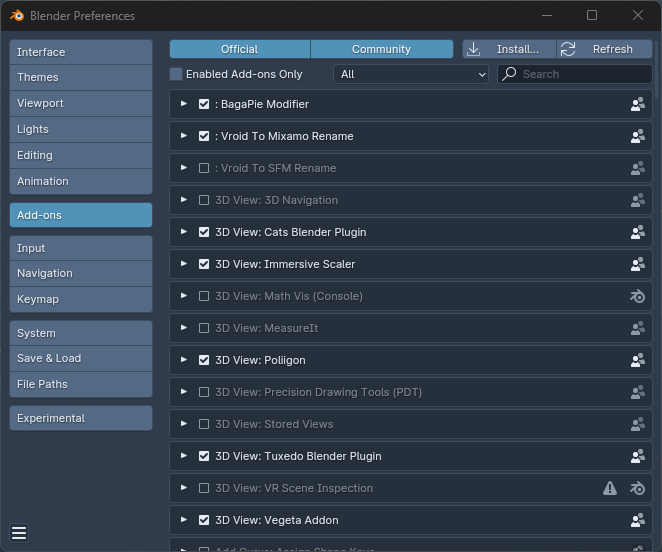 Blender Preferences
Interface
Themes
Viewport
Lights
Editing
Animation
Add-ons
Input
Navigation
Keymap
System
Save & Load
File Paths
Experimental
Official
Community
Install...
Refresh
Enabled Add-ons Only
All
Search
: BagaPie Modifier
: Vroid To Mixamo Rename
: Vroid To SFM Rename
3D View: 3D Navigation
3D View: Cats Blender Plugin
3D View: Immersive Scaler
3D View: Math Vis (Console)
3D View: MeasureIt
3D View: Poliigon
3D View: Precision Drawing Tools (PDT)
3D View: Stored Views
3D View: Tuxedo Blender Plugin
3D View: VR Scene Inspection
3D View: Vegeta Addon